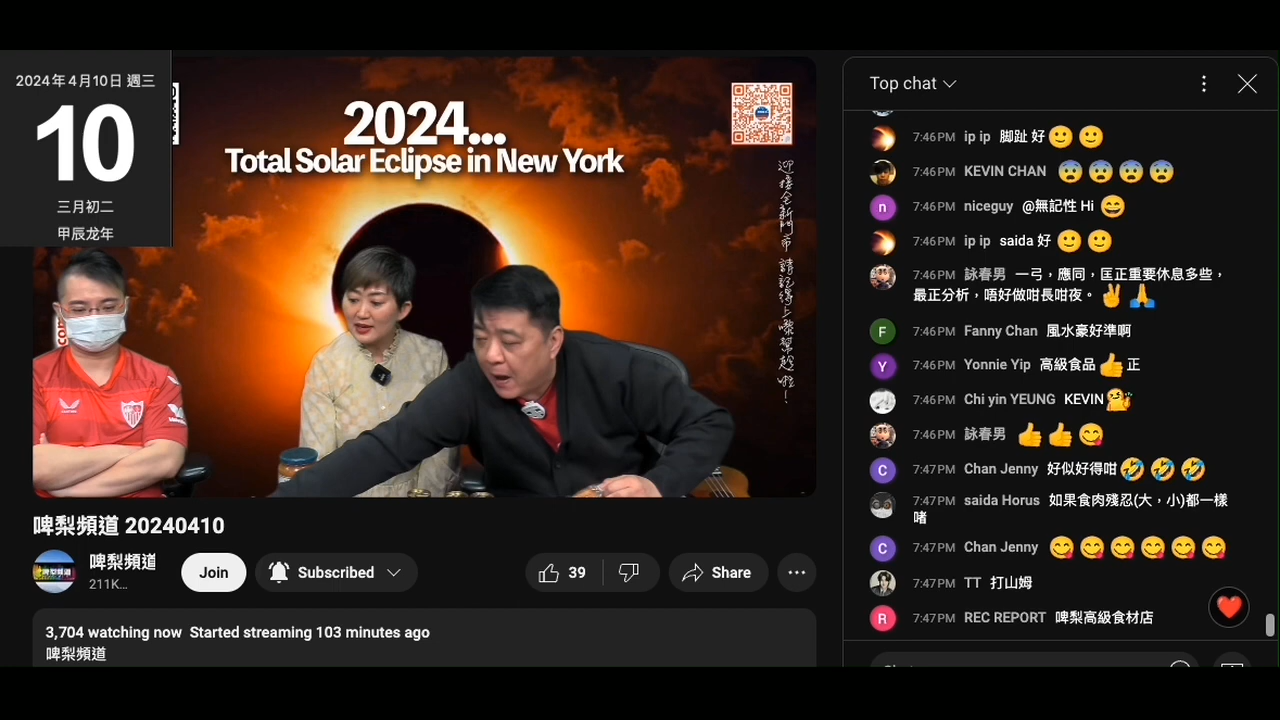 2024年4月10日 週三
10
三月初二
甲辰龙年
2024...
Total Solar Eclipse in New York
迎接全新門市 請記得上嚟幫趁啦！
啤梨頻道 20240410
啤梨頻道
211K...
Join
Subscribed
39
Share
3,704 watching now Started streaming 103 minutes ago
啤梨頻道
Top chat
7:46PM ip ip 脚趾 好🙂🙂
7:46PM KEVIN CHAN 😨😨😨😨
7:46PM niceguy @無記性 Hi 😄
7:46PM ip ip saida 好🙂🙂
7:46PM 詠春男 一弓，應同，匡正重要休息多些，
最正分析，唔好做咁長咁夜。✌🙏
7:46PM Fanny Chan 風水豪好準啊
7:46PM Yonnie Yip 高級食品👍正
7:46PM Chi yin YEUNG KEVIN
7:46PM 詠春男 👍👍😋
7:47PM Chan Jenny 好似好得咁🤣🤣🤣
7:47PM saida Horus 如果食肉殘忍(大，小)都一樣
啫
7:47PM Chan Jenny 😋😋😋😋😋😋
7:47PM TT 打山姆
7:47PM REC REPORT 啤梨高級食材店